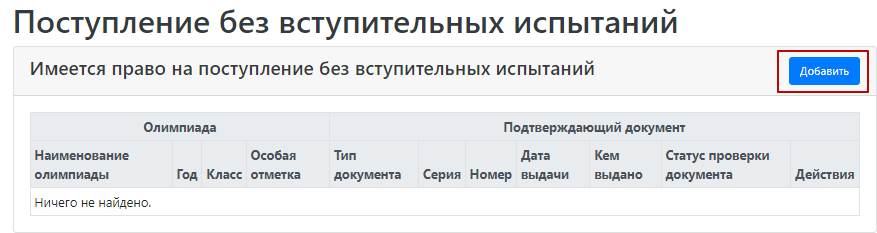 Поступление без вступительных испытаний
Имеется право на поступление без вступительных испытаний
Добавить
Олимпиада Подтверждающий документ
Наименование олимпиады Год Класс Особая отметка Тип документа Серия Номер Дата выдачи Кем выдано Статус проверки документа Действия
Ничего не найдено.